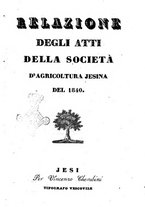 RELAZIONE
DEGLI ATTI
DELLA SOCIETÀ
D'AGRICOLTURA JESINA
DEL 1840.
JESI
Per Vincenzo Cherubini
TIPOGRAFO VESCOVILE